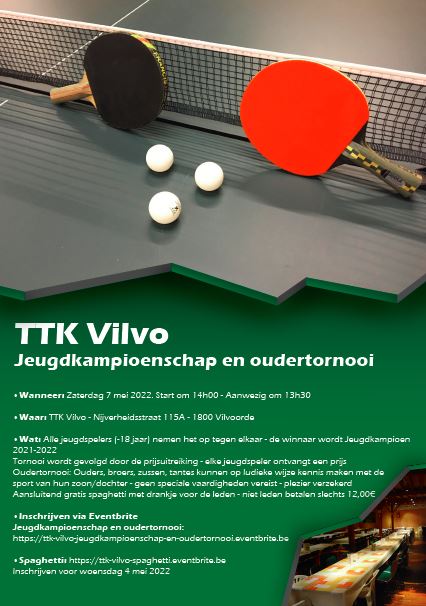 TTK Vilvo
Jeugdkampioenschap en oudertornooi
• Wanneer: Zaterdag 7 mei 2022. Start om 14h00 - Aanwezig om 13h30
• Waar: TTK Vilvo - Nijverheidsstraat 115A - 1800 Vilvoorde
• Wat: Alle jeugdspelers (-18 jaar) nemen het op tegen elkaar - de winnaar wordt Jeugdkampioen
2021-2022
Tornooi wordt gevolgd door de prijsuitreiking - elke jeugdspeler ontvangt een prijs
Oudertornooi: Ouders, broers, zussen, tantes kunnen op ludieke wijze kennis maken met de
sport van hun zoon/dochter - geen speciale vaardigheden vereist - plezier verzekerd
Aansluitend gratis spaghetti met drankje voor de leden - niet leden betalen slechts 12,00€
• Inschrijven via Eventbrite
Jeugdkampioenschap en oudertornooi:
https://ttk-vilvo-jeugdkampioenschap-en-oudertornooi.eventbrite.be
• Spaghetti: https://ttk-vilvo-spaghetti.eventbrite.be
Inschrijven voor woensdag 4 mei 2022